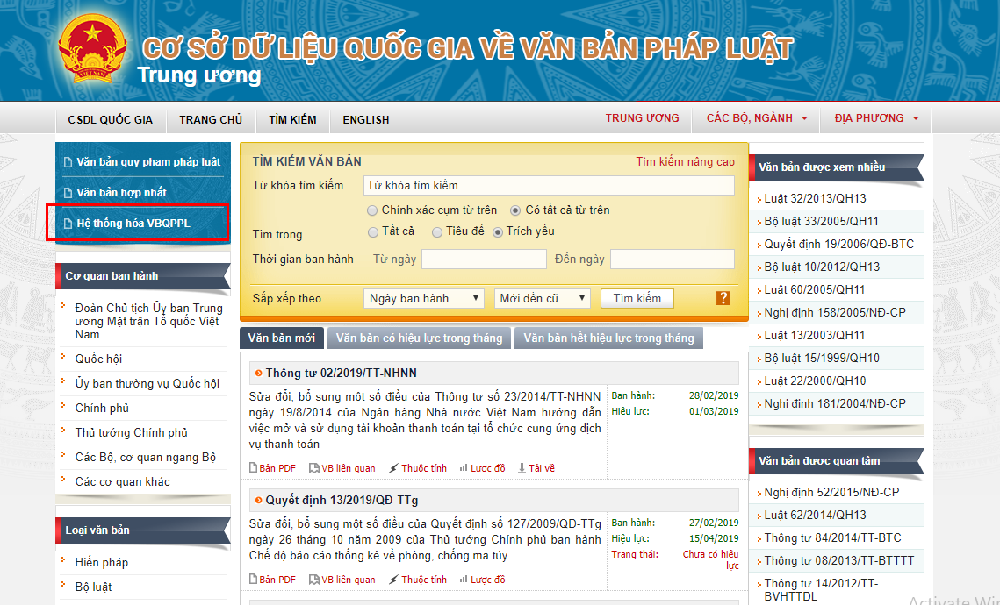 CƠ SỞ DỮ LIỆU QUỐC GIA VỀ VĂN BẢN PHÁP LUẬT
Trung ương
CSDL QUỐC GIA
TRANG CHỦ
TÌM KIẾM
ENGLISH
TRUNG ƯƠNG
CÁC BỘ, NGÀNH
ĐỊA PHƯƠNG
Văn bản quy phạm pháp luật
Văn bản hợp nhất
Hệ thống hóa VBQPPL
Cơ quan ban hành
Đoàn Chủ tịch Ủy ban Trung
ương Mặt trận Tổ quốc Việt
Nam
Quốc hội
Ủy ban thường vụ Quốc hội
Chính phủ
Thủ tướng Chính phủ
Các Bộ, cơ quan ngang Bộ
Các cơ quan khác
Loại văn bản
Hiến pháp
Bộ luật
TÌM KIẾM VĂN BẢN
Tìm kiếm nâng cao
Từ khóa tìm kiếm
Từ khóa tìm kiếm
Chính xác cụm từ trên
Có tất cả từ trên
Tìm trong
Tất cả
Tiêu đề
Trích yếu
Thời gian ban hành
Từ ngày
Đến ngày
Sắp xếp theo
Ngày ban hành
Mới đến cũ
Tìm kiếm
?
Văn bản mới
Văn bản có hiệu lực trong tháng
Văn bản hết hiệu lực trong tháng
Thông tư 02/2019/TT-NHNN
Sửa đổi, bổ sung một số điều của Thông tư số 23/2014/TT-NHNN
ngày 19/8/2014 của Ngân hàng Nhà nước Việt Nam hướng dẫn
việc mở và sử dụng tài khoản thanh toán tại tổ chức cung ứng dịch
vụ thanh toán
Ban hành: 28/02/2019
Hiệu lực: 01/03/2019
Bản PDF
VB liên quan
Thuộc tính
Lược đồ
Tải về
Quyết định 13/2019/QĐ-TTg
Sửa đổi, bổ sung một số điều của Quyết định số 127/2009/QĐ-TTg
ngày 26 tháng 10 năm 2009 của Thủ tướng Chính phủ ban hành
Chế độ báo cáo thống kê về phòng, chống ma túy
Ban hành: 27/02/2019
Hiệu lực: 15/04/2019
Trạng thái: Chưa có hiệu
lực
Bản PDF
VB liên quan
Thuộc tính
Lược đồ
Văn bản được xem nhiều
Luật 32/2013/QH13
Bộ luật 33/2005/QH11
Quyết định 19/2006/QĐ-BTC
Bộ luật 10/2012/QH13
Luật 60/2005/QH11
Nghị định 158/2005/NĐ-CP
Luật 13/2003/QH11
Bộ luật 15/1999/QH10
Luật 22/2000/QH10
Nghị định 181/2004/NĐ-CP
Văn bản được quan tâm
Nghị định 52/2015/NĐ-CP
Luật 62/2014/QH13
Thông tư 84/2014/TT-BTC
Thông tư 08/2013/TT-BTTTT
Thông tư 14/2012/TT-
BVHTTDL
Activate Wi